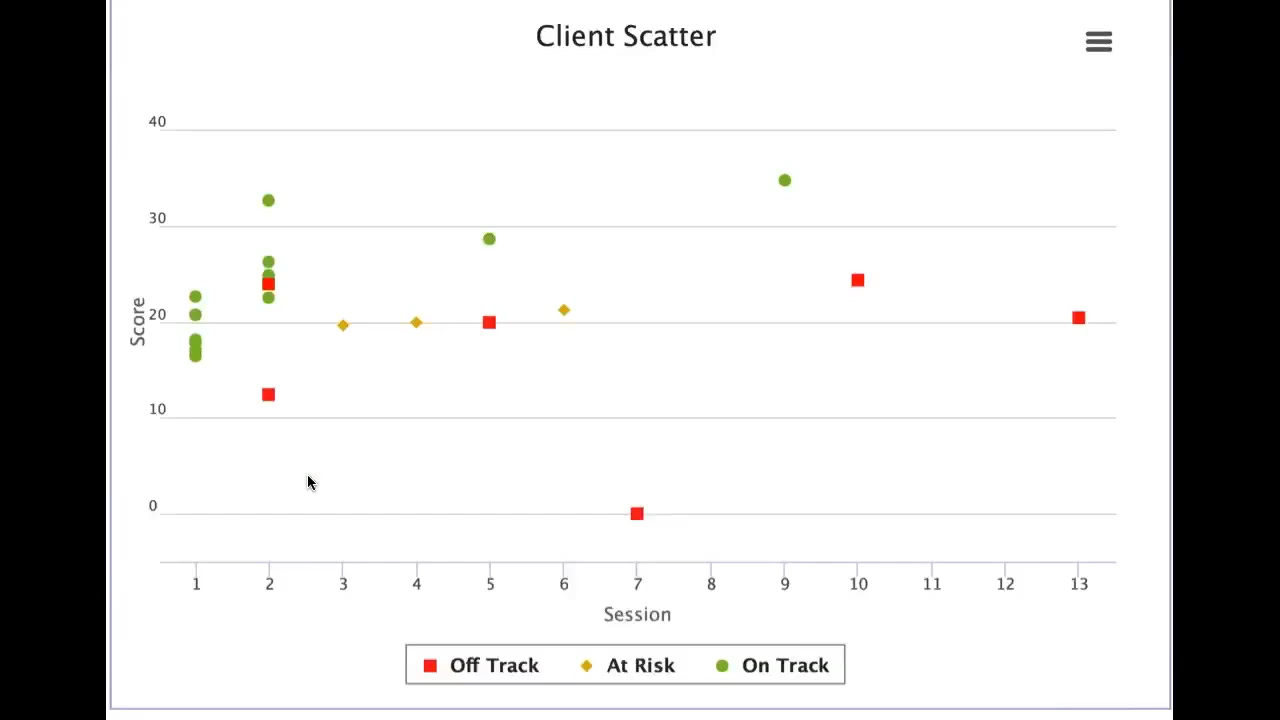 Client Scatter
40
30
20
10
0
Score
1 2 3 4 5 6 7 8 9 10 11 12 13
Session
Off Track At Risk On Track